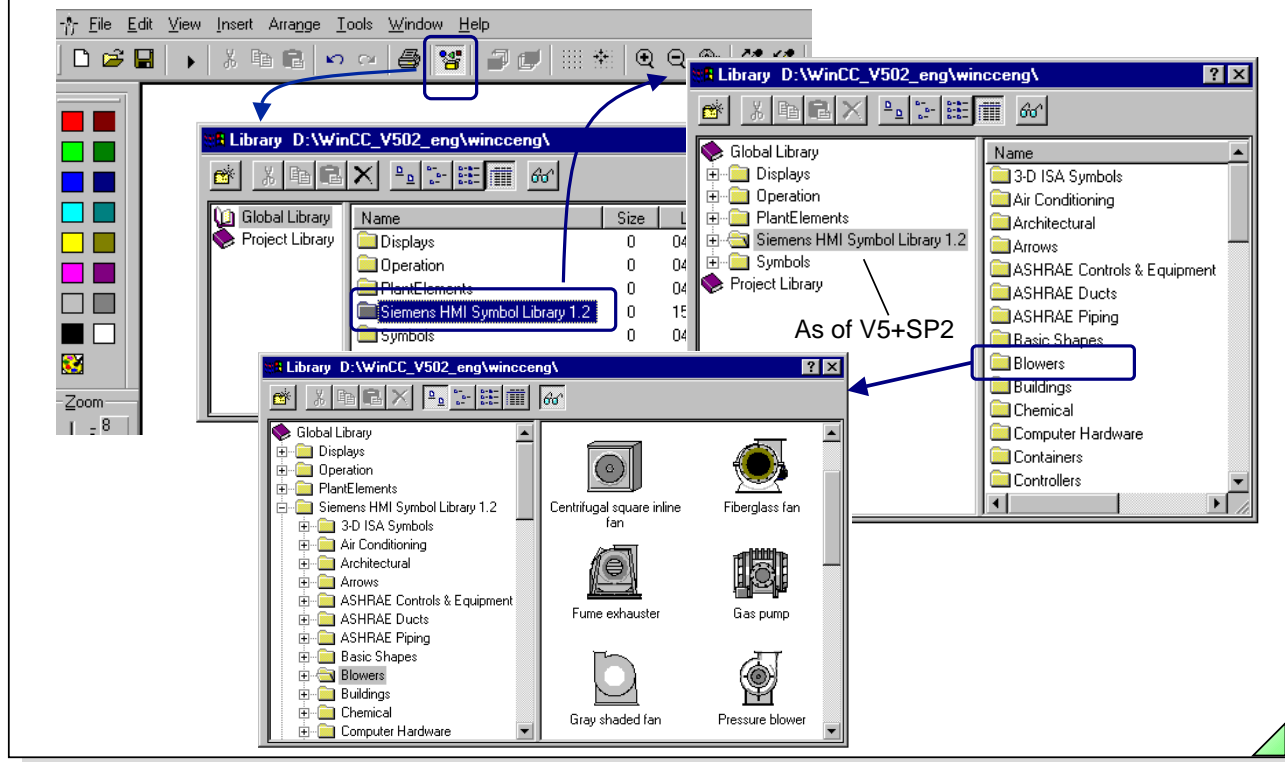 File Edit View Insert Arrange Tools Window Help
Library D:\WinCC_V502_eng\wincceng\
Global Library
Project Library
Name Size L
Displays 0 04
Operation 0 04
PlantElements 0 04
Siemens HMI Symbol Library 1.2 0 15
Symbols 0 04
Zoom
8
Library D:\WinCC_V502_eng\wincceng\
Global Library
Displays
Operation
PlantElements
Siemens HMI Symbol Library 1.2
Symbols
Project Library
As of V5+SP2
Name
3-D ISA Symbols
Air Conditioning
Architectural
Arrows
ASHRAE Controls & Equipment
ASHRAE Ducts
ASHRAE Piping
Basic Shapes
Blowers
Buildings
Chemical
Computer Hardware
Containers
Controllers
Library D:\WinCC_V502_eng\wincceng\
Global Library
Displays
Operation
PlantElements
Siemens HMI Symbol Library 1.2
3-D ISA Symbols
Air Conditioning
Architectural
Arrows
ASHRAE Controls & Equipment
ASHRAE Ducts
ASHRAE Piping
Basic Shapes
Blowers
Buildings
Chemical
Computer Hardware
Centrifugal square inline
fan
Fiberglass fan
Fume exhauster
Gas pump
Gray shaded fan
Pressure blower